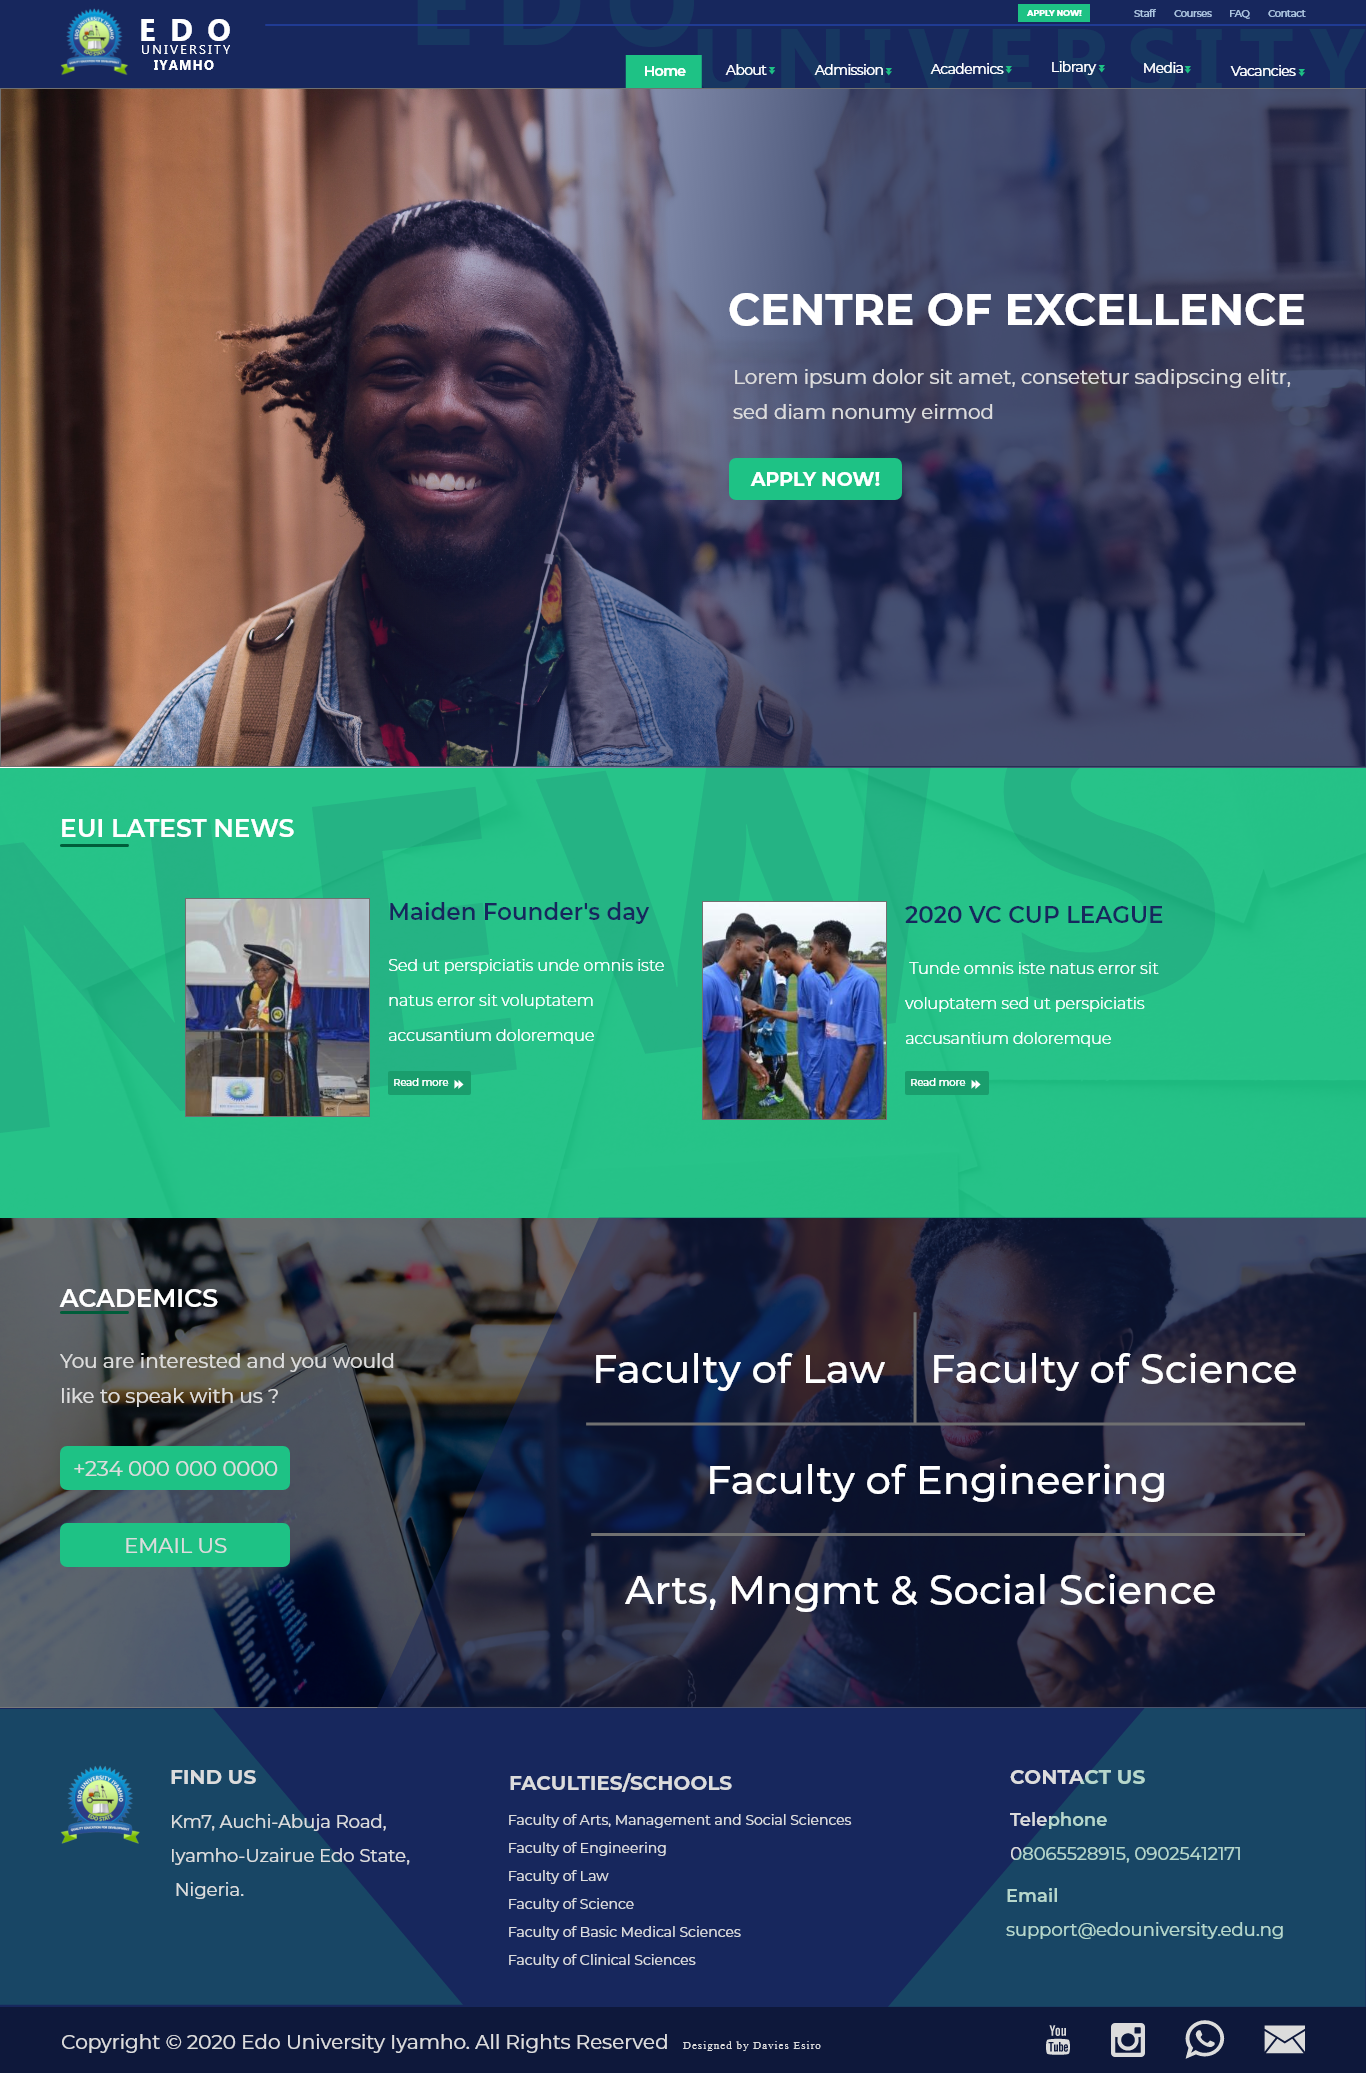 EDO
UNIVERSITY
IYAMHO
EDO
UNIVERSITY
APPLY NOW!
Staff
Courses
FAQ
Contact
Home
About
Admission
Academics
Library
Media
Vacancies
CENTRE OF EXCELLENCE
Lorem ipsum dolor sit amet, consetetur sadipscing elitr,
sed diam nonumy eirmod
APPLY NOW!
NEWS
EUI LATEST NEWS
Maiden Founder's day
Sed ut perspiciatis unde omnis iste
natus error sit voluptatem
accusantium doloremque
Read more
2020 VC CUP LEAGUE
Tunde omnis iste natus error sit
voluptatem sed ut perspiciatis
accusantium doloremque
Read more
ACADEMICS
You are interested and you would
like to speak with us ?
+234 000 000 0000
EMAIL US
Faculty of Law
Faculty of Science
Faculty of Engineering
Arts, Mngmt & Social Science
EDO UNIVERSITY IYAMHO
EDO STATE
FIND US
Km7, Auchi-Abuja Road,
Iyamho-Uzairue Edo State,
Nigeria.
FACULTIES/SCHOOLS
Faculty of Arts, Management and Social Sciences
Faculty of Engineering
Faculty of Law
Faculty of Science
Faculty of Basic Medical Sciences
Faculty of Clinical Sciences
CONTACT US
Telephone
08065528915, 09025412171
Email
support@edouniversity.edu.ng
Copyright © 2020 Edo University Iyamho. All Rights Reserved
Designed by Davies Esiro
You
Tube